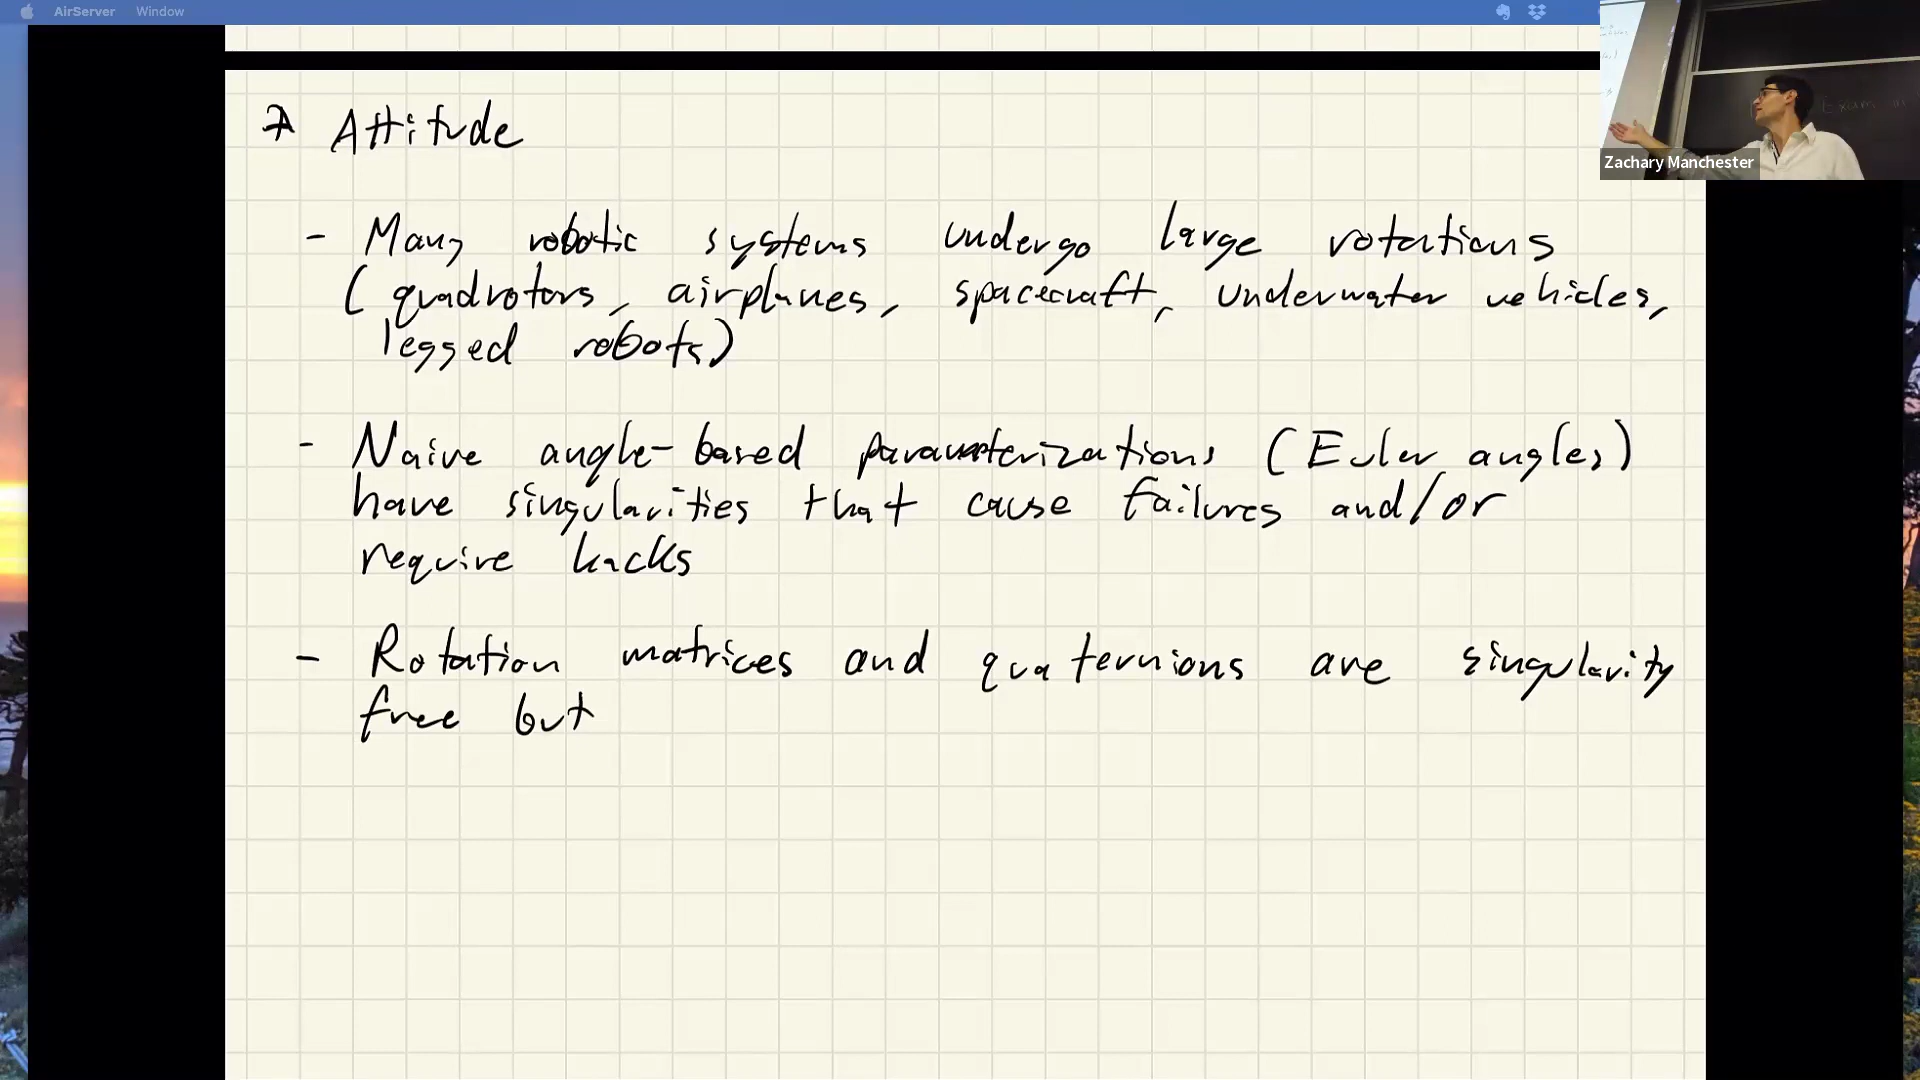 AirServer Window
Attitude
- Many robotic systems undergo large rotations
(quadrotors, airplanes, spacecraft, underwater vehicles,
legged robots)
- Naive angle-based parameterizations (Euler angles)
have singularities that cause failures and/or
require hacks
- Rotation matrices and quaternions are singularity
free but
Exam
Zachary Manchester